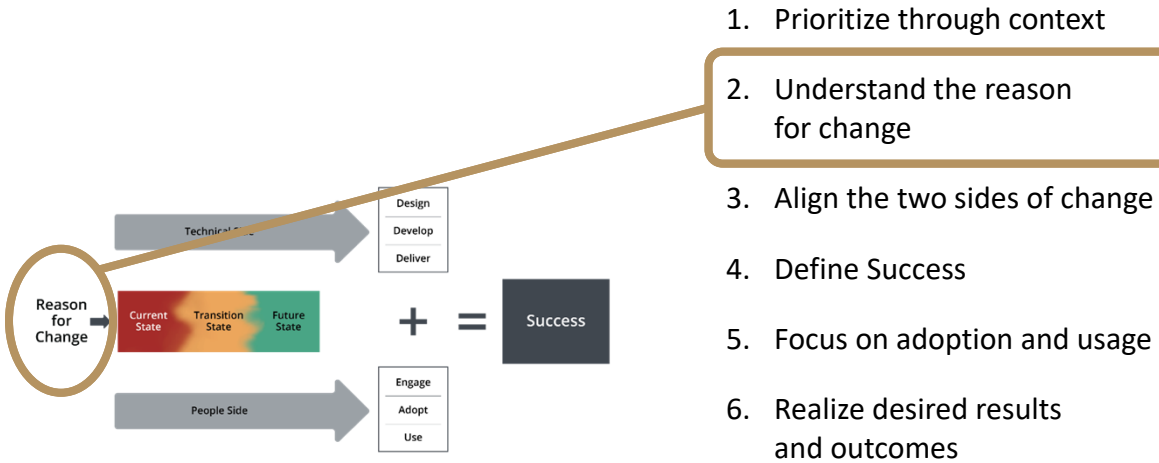 1. Prioritize through context
2. Understand the reason
for change
3. Align the two sides of change
4. Define Success
5. Focus on adoption and usage
6. Realize desired results
and outcomes
Reason
for
Change
Technical Side
Current
State
Transition
State
Future
State
People Side
Design
Develop
Deliver
+
=
Success
Engage
Adopt
Use